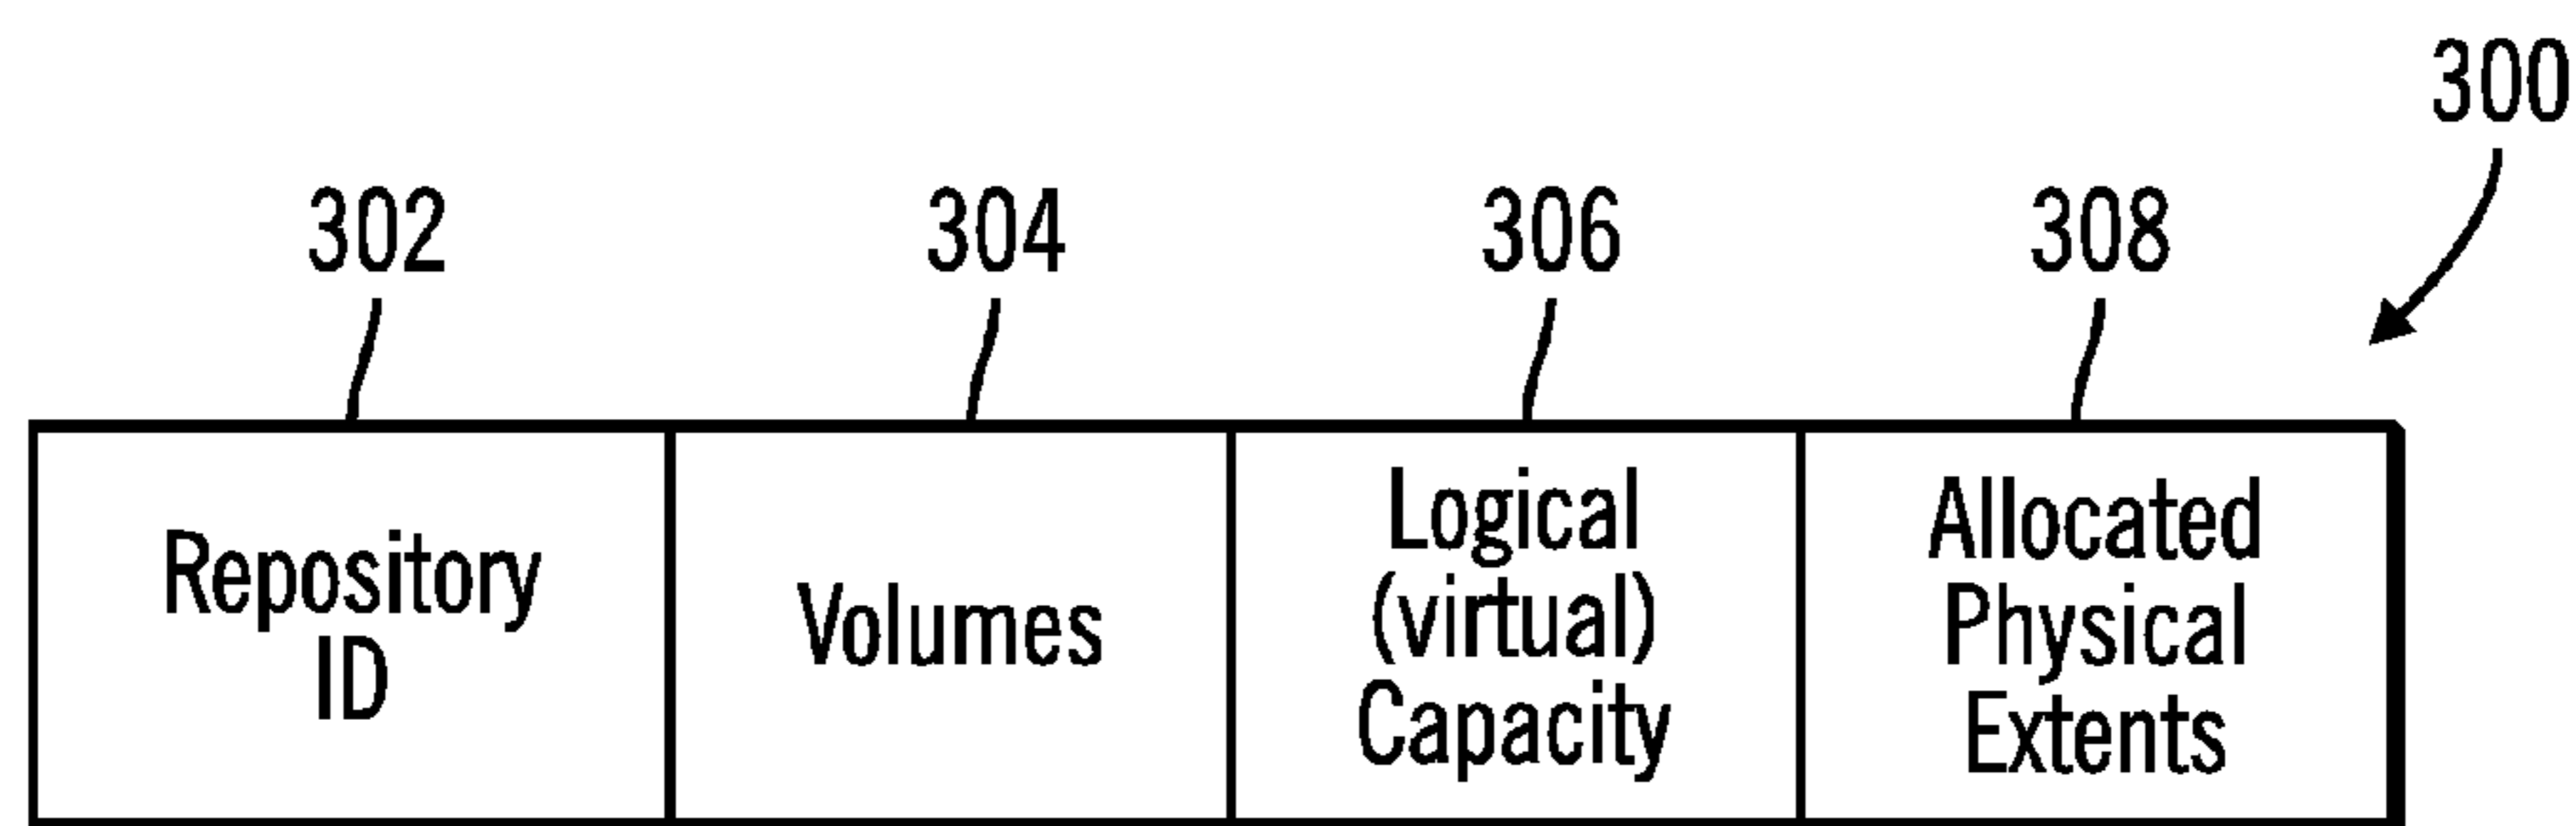 300
302
304
306
308
Repository
ID
Volumes
Logical
(virtual)
Capacity
Allocated
Physical
Extents